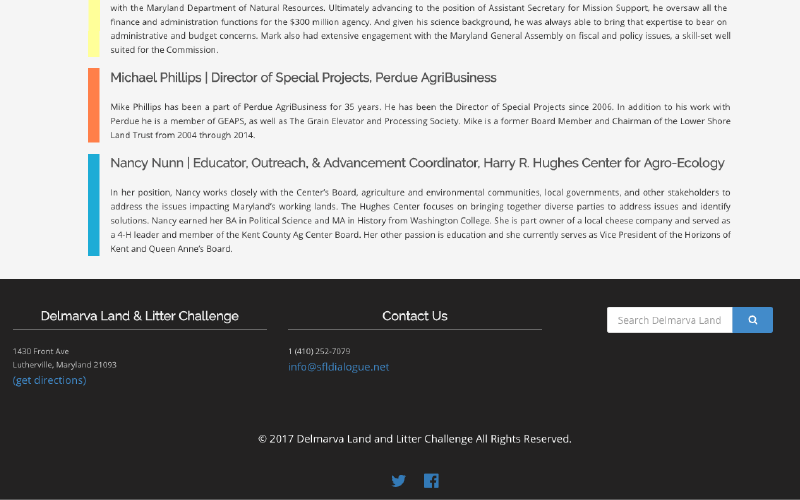 with the Maryland Department of Natural Resources. Ultimately advancing to the position of Assistant Secretary for Mission Support, he oversaw all the
finance and administration functions for the $300 million agency. And given his science background, he was always able to bring that expertise to bear on
administrative and budget concerns. Mark also had extensive engagement with the Maryland General Assembly on fiscal and policy issues, a skill-set well
suited for the Commission.
Michael Phillips | Director of Special Projects, Perdue AgriBusiness
Mike Phillips has been a part of Perdue AgriBusiness for 35 years. He has been the Director of Special Projects since 2006. In addition to his work with
Perdue he is a member of GEAPS, as well as The Grain Elevator and Processing Society. Mike is a former Board Member and Chairman of the Lower Shore
Land Trust from 2004 through 2014.
Nancy Nunn | Educator, Outreach, & Advancement Coordinator, Harry R. Hughes Center for Agro-Ecology
In her position, Nancy works closely with the Center's Board, agriculture and environmental communities, local governments, and other stakeholders to
address the issues impacting Maryland's working lands. The Hughes Center focuses on bringing together diverse parties to address issues and identify
solutions. Nancy earned her BA in Political Science and MA in History from Washington College. She is part owner of a local cheese company and served as
a 4-H leader and member of the Kent County Ag Center Board. Her other passion is education and she currently serves as Vice President of the Horizons of
Kent and Queen Anne's Board.
Delmarva Land & Litter Challenge
1430 Front Ave
Lutherville, Maryland 21093
(get directions)
Contact Us
1 (410) 252-7079
info@sfldialogue.net
Search Delmarva Land
© 2017 Delmarva Land and Litter Challenge All Rights Reserved.